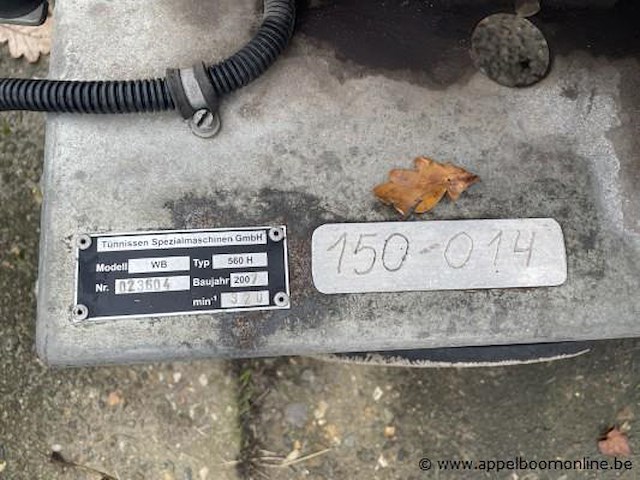 Tünnissen Spezialmaschinen GmbH
Modell WB Typ 560 H
Nr. 023604 Baujahr 2007
min⁻¹ 320
150-014
© www.appelboomonline.be